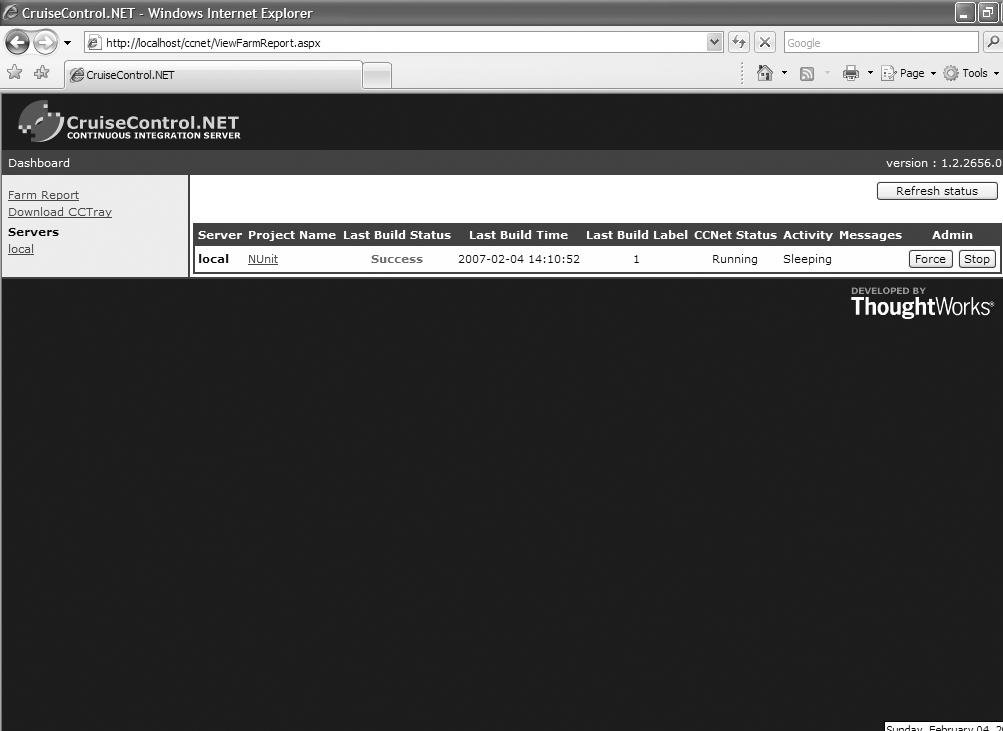 CruiseControl.NET - Windows Internet Explorer
http://localhost/ccnet/ViewFarmReport.aspx
Google
CruiseControl.NET
Page
Tools
CruiseControl.NET
CONTINUOUS INTEGRATION SERVER
Dashboard version : 1.2.2656.0
Farm Report
Download CCTray
Servers
local
Refresh status
Server Project Name Last Build Status Last Build Time Last Build Label CCNet Status Activity Messages Admin
local NUnit Success 2007-02-04 14:10:52 1 Running Sleeping Force Stop
DEVELOPED BY
ThoughtWorks®
Sunday, February 04,